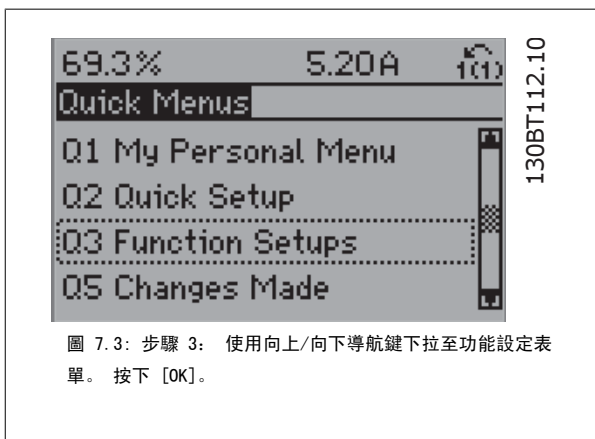 69.3% 5.20A 1(1)
Quick Menus
Q1 My Personal Menu
Q2 Quick Setup
Q3 Function Setups
Q5 Changes Made
130BT112.10
圖 7.3: 步驟 3： 使用向上/向下導航鍵下拉至功能設定表
單。 按下 [OK]。